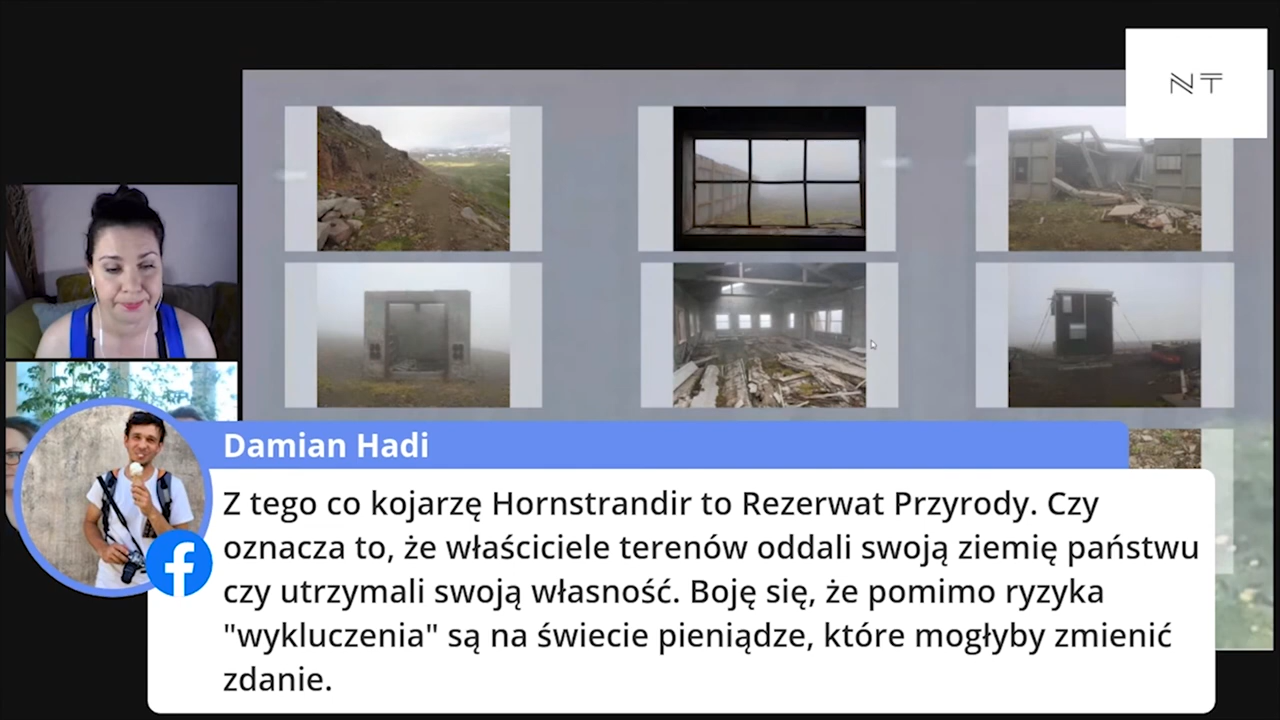 NT
Damian Hadi
Z tego co kojarzę Hornstrandir to Rezerwat Przyrody. Czy
oznacza to, że właściciele terenów oddali swoją ziemię państwu
czy utrzymali swoją własność. Boję się, że pomimo ryzyka
"wykluczenia" są na świecie pieniądze, które mogłyby zmienić
zdanie.